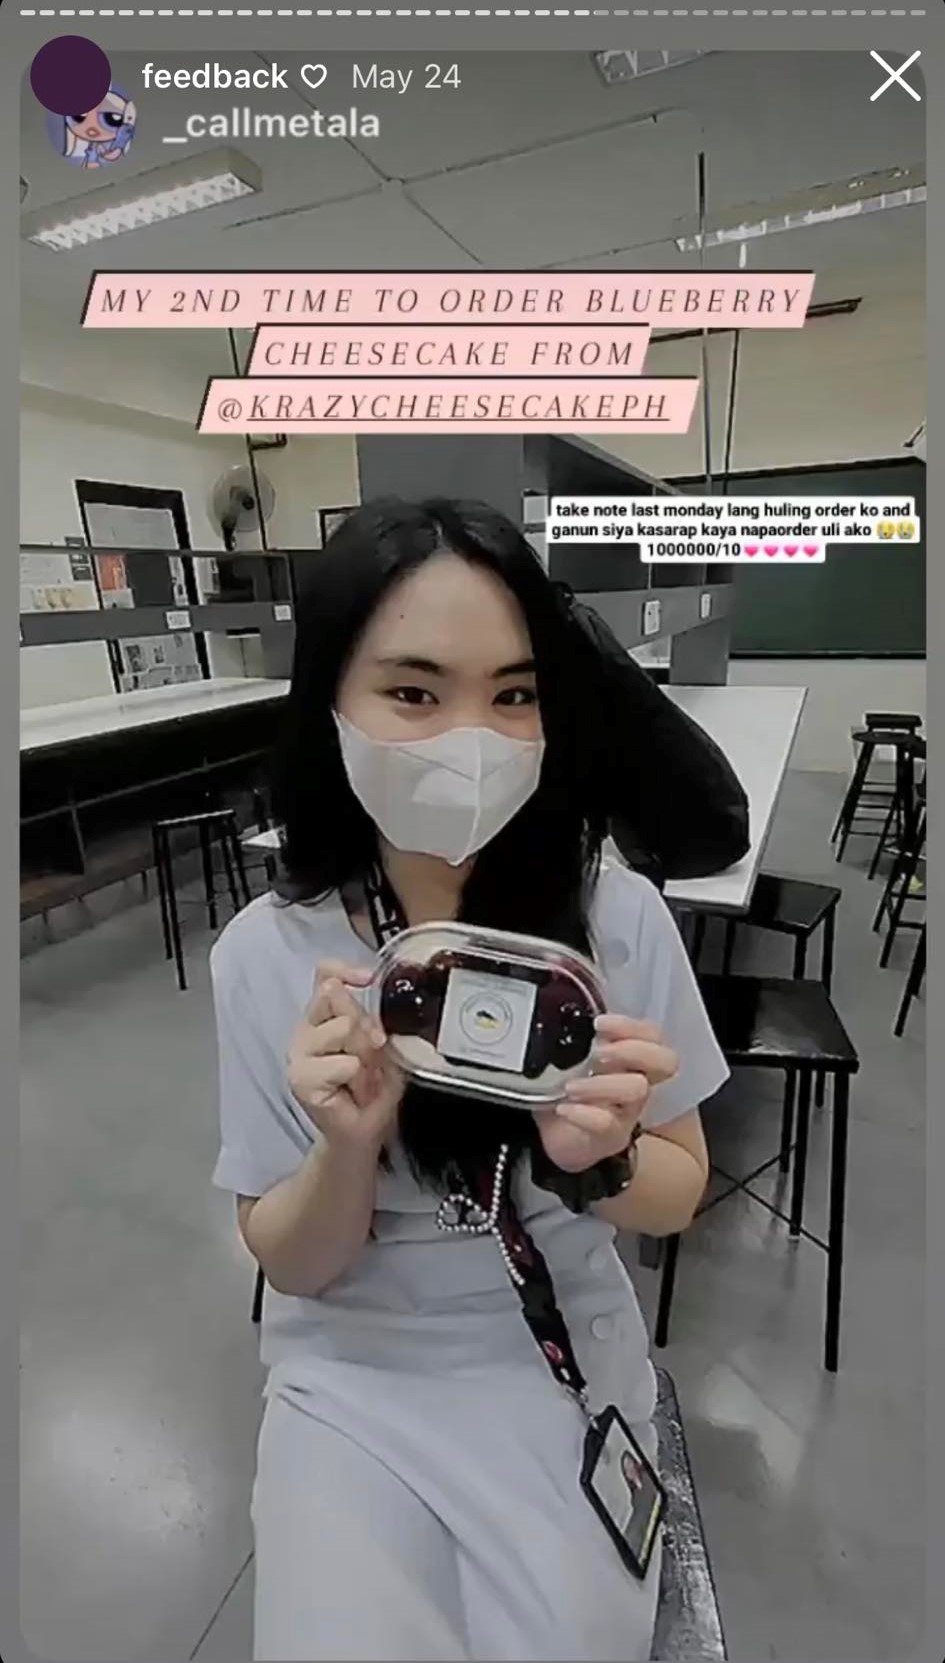 feedback ♡ May 24
_callmetala
MY 2ND TIME TO ORDER BLUEBERRY
CHEESECAKE FROM
@KRAZYCHEESECAKEPH
take note last monday lang huling order ko and
ganun siya kasarap kaya napaorder uli ako 😭😭
1000000/10💗💗💗💗